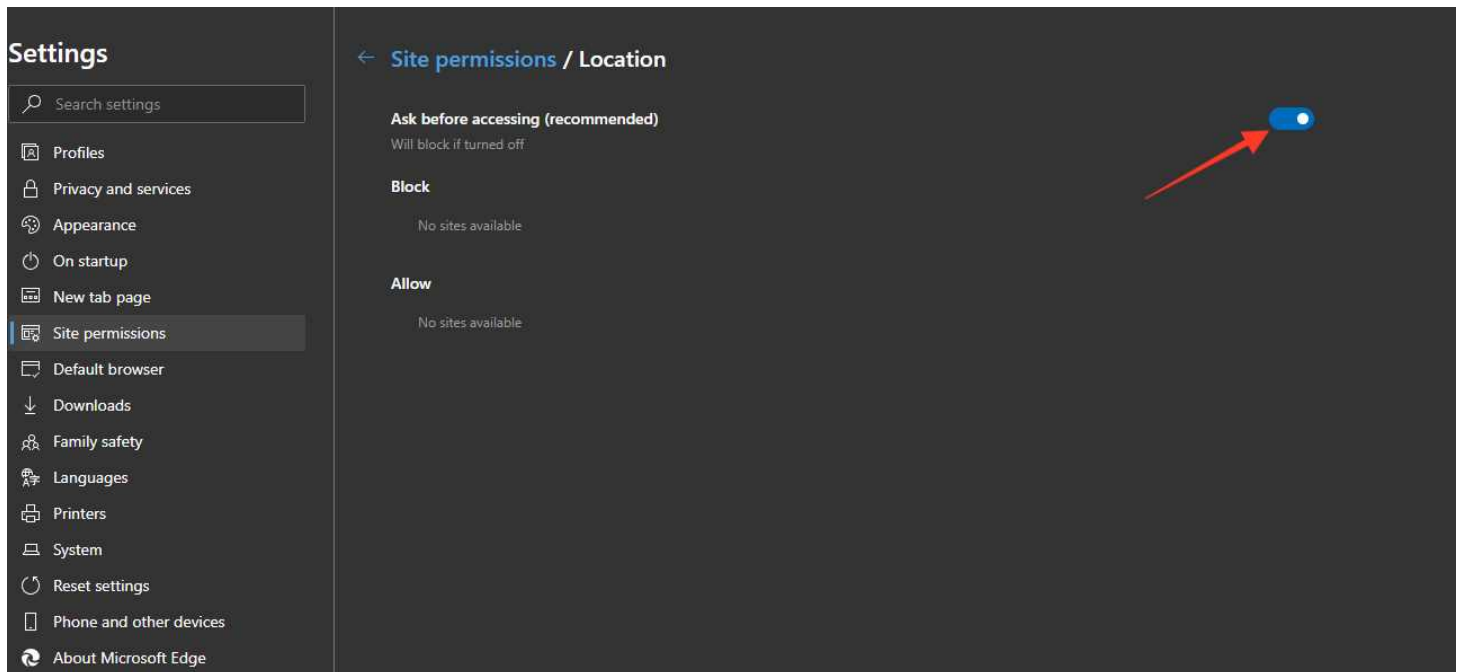 Settings
Search settings
Profiles
Privacy and services
Appearance
On startup
New tab page
Site permissions
Default browser
Downloads
Family safety
Languages
Printers
System
Reset settings
Phone and other devices
About Microsoft Edge
Site permissions / Location
Ask before accessing (recommended)
Will block if turned off
Block
No sites available
Allow
No sites available